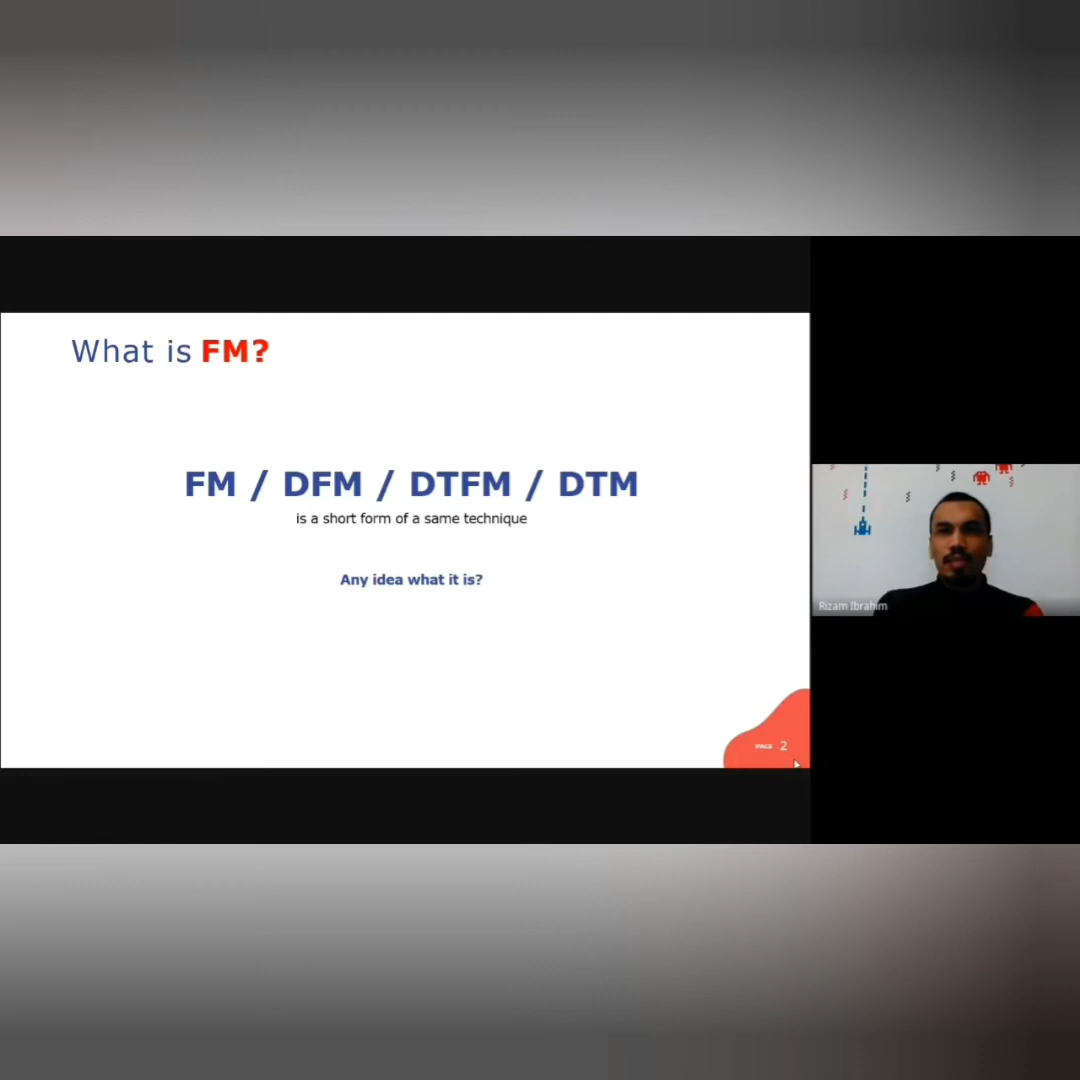 What is FM?
FM / DFM / DTFM / DTM
is a short form of a same technique
Any idea what it is?
PAGE 2
Rizam Ibrahim